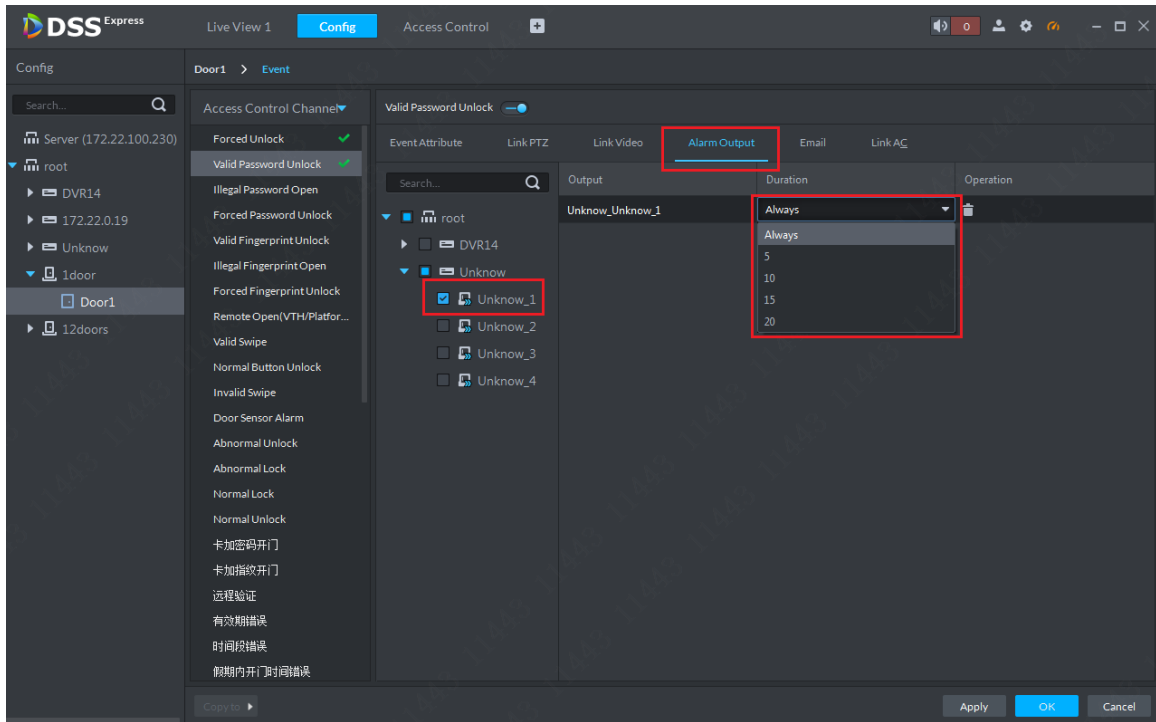 DSS Express
Live View 1
Config
Access Control
0
Config
Door1 > Event
Search...
Server (172.22.100.230)
root
DVR14
172.22.0.19
Unknow
1door
Door1
12doors
Access Control Channel
Forced Unlock
Valid Password Unlock
Illegal Password Open
Forced Password Unlock
Valid Fingerprint Unlock
Illegal Fingerprint Open
Forced Fingerprint Unlock
Remote Open(VTH/Platfor...
Valid Swipe
Normal Button Unlock
Invalid Swipe
Door Sensor Alarm
Abnormal Unlock
Abnormal Lock
Normal Lock
Normal Unlock
卡加密码开门
卡加指纹开门
远程验证
有效期错误
时间段错误
假期内开门时间错误
Valid Password Unlock
Event Attribute
Link PTZ
Link Video
Alarm Output
Email
Link AC
Search...
root
DVR14
Unknow
Unknow_1
Unknow_2
Unknow_3
Unknow_4
Output
Duration
Operation
Unknow_Unknow_1
Always
Always
5
10
15
20
Copy to
Apply
OK
Cancel
11443 11443